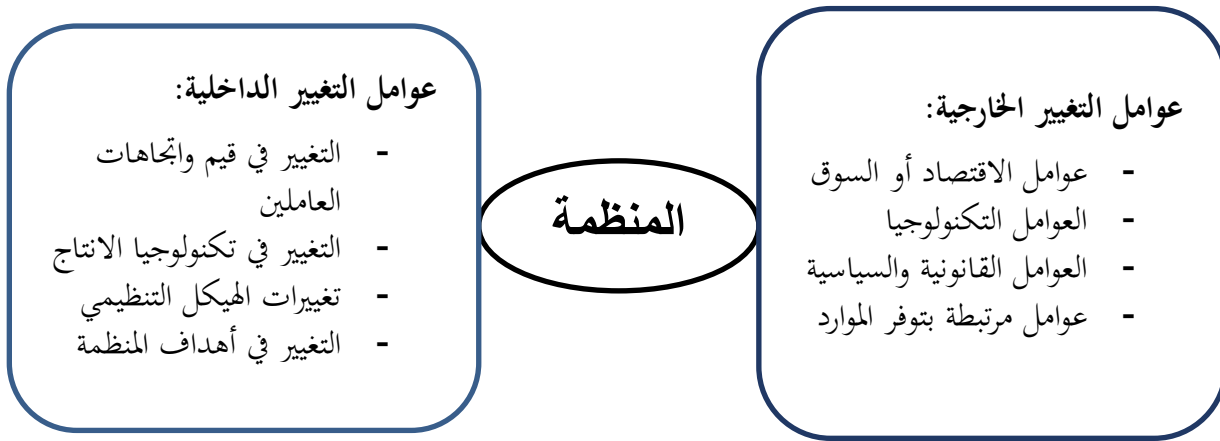 عوامل التغيير الخارجية:
- عوامل الاقتصاد أو السوق
- العوامل التكنولوجيا
- العوامل القانونية والسياسية
- عوامل مرتبطة بتوفر الموارد
المنظمة
عوامل التغيير الداخلية:
- التغيير في قيم واتجاهات
العاملين
- التغيير في تكنولوجيا الانتاج
- تغييرات الهيكل التنظيمي
- التغيير في أهداف المنظمة